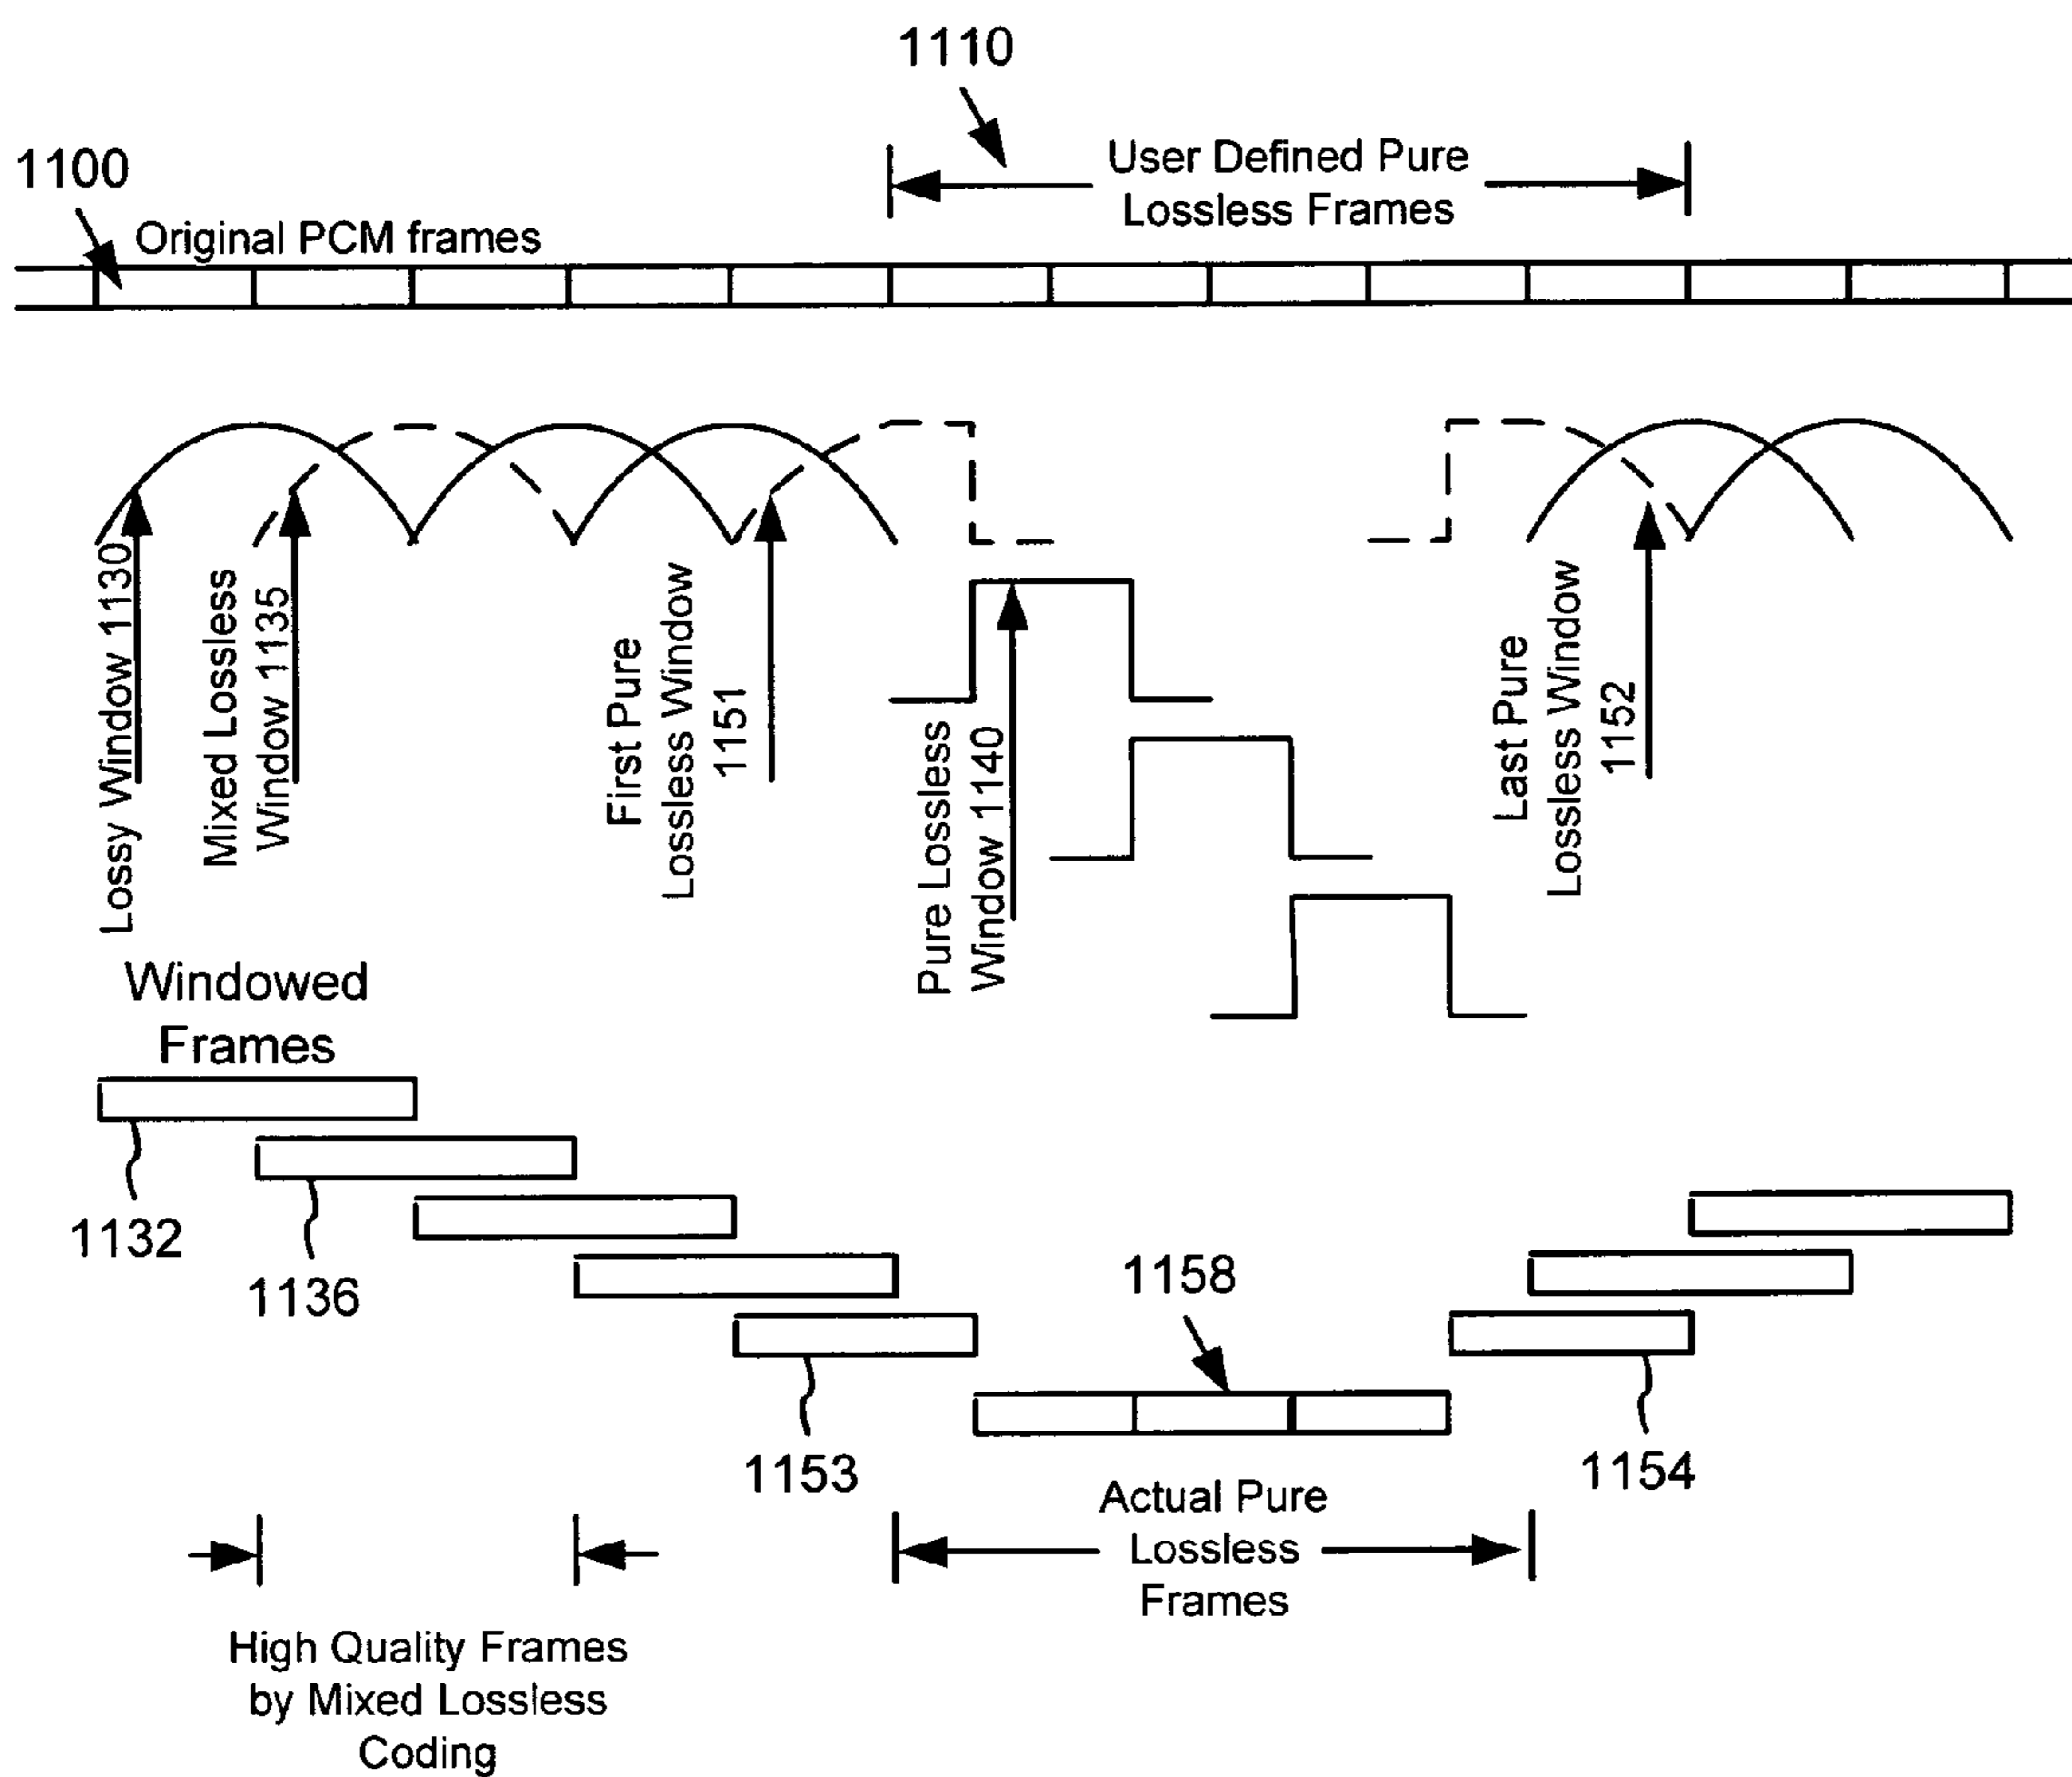 1110
User Defined Pure
Lossless Frames
1100
Original PCM frames
Lossy Window 1130
Mixed Lossless
Window 1135
First Pure
Lossless Window
1151
Pure Lossless
Window 1140
Last Pure
Lossless Window
1152
Windowed
Frames
1132
1136
1153
1158
1154
Actual Pure
Lossless
Frames
High Quality Frames
by Mixed Lossless
Coding